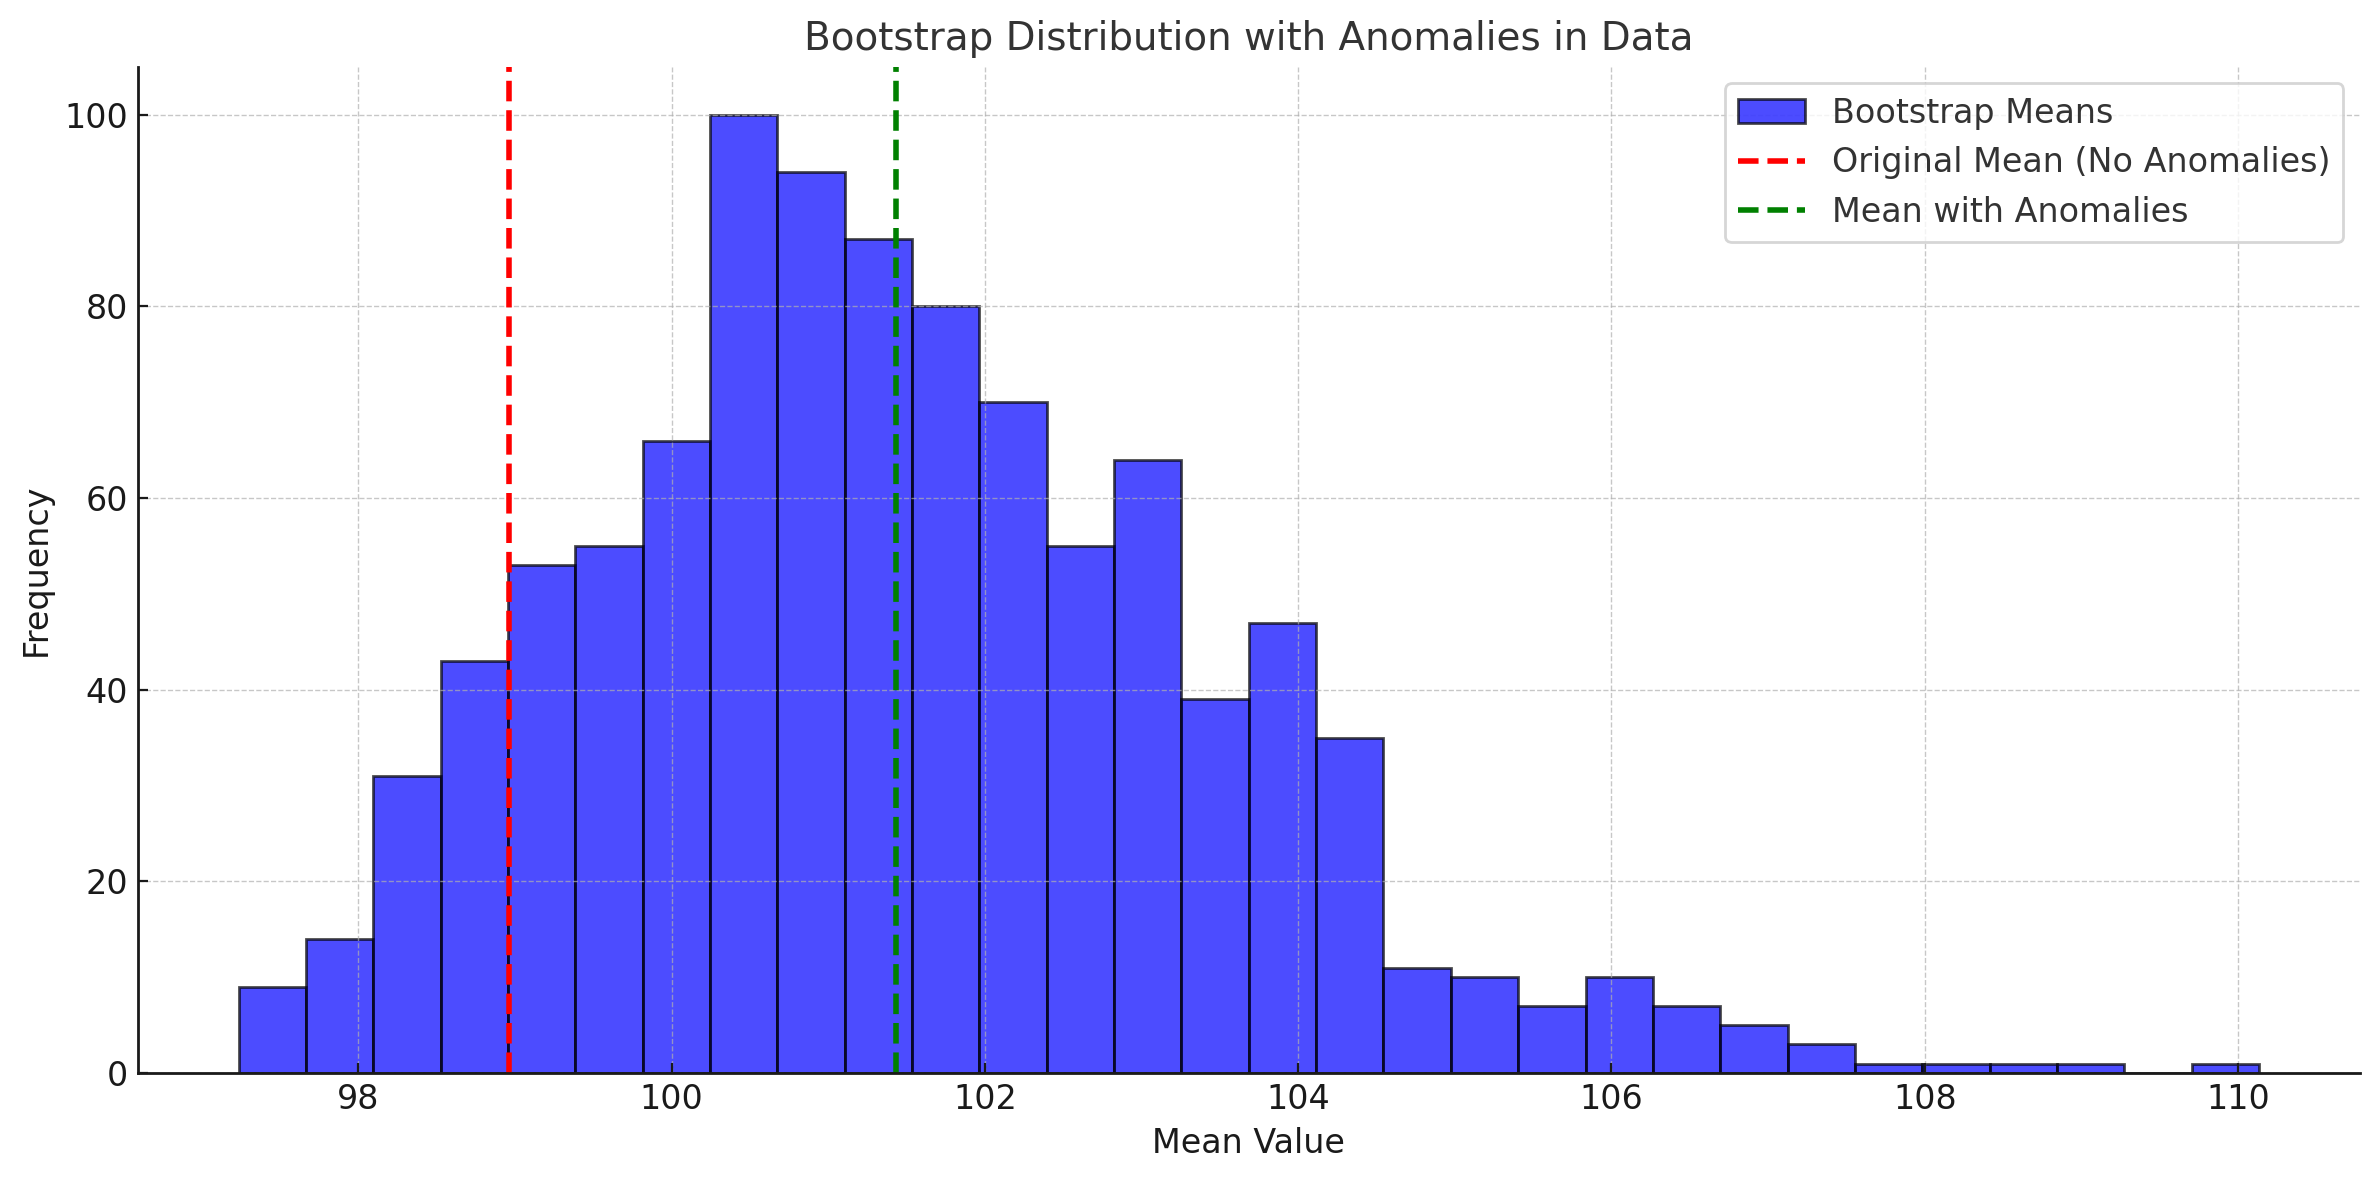 Bootstrap Distribution with Anomalies in Data
Bootstrap Means
Original Mean (No Anomalies)
Mean with Anomalies
Frequency
100
80
60
40
20
0
98
100
102
104
106
108
110
Mean Value